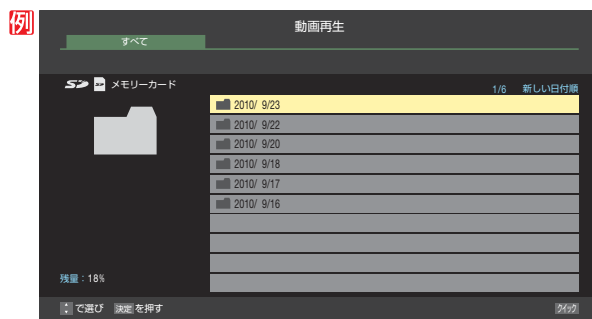 例
動画再生
すべて
SD メモリーカード
1/6 新しい日付順
2010/ 9/23
2010/ 9/22
2010/ 9/20
2010/ 9/18
2010/ 9/17
2010/ 9/16
残量：18%
で選び 決定 を押す
クイック